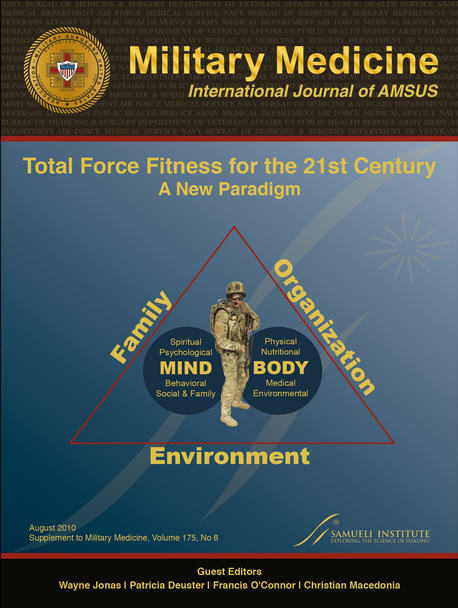 Military Medicine
International Journal of AMSUS
Total Force Fitness for the 21st Century
A New Paradigm
Family
Organization
Spiritual
Psychological
MIND
Behavioral
Social & Family
Physical
Nutritional
BODY
Medical
Environmental
Environment
August 2010
Supplement to Military Medicine, Volume 175, No 8
SAMUELI INSTITUTE
EXPLORING THE SCIENCE OF HEALING
Guest Editors
Wayne Jonas | Patricia Deuster | Francis O'Connor | Christian Macedonia